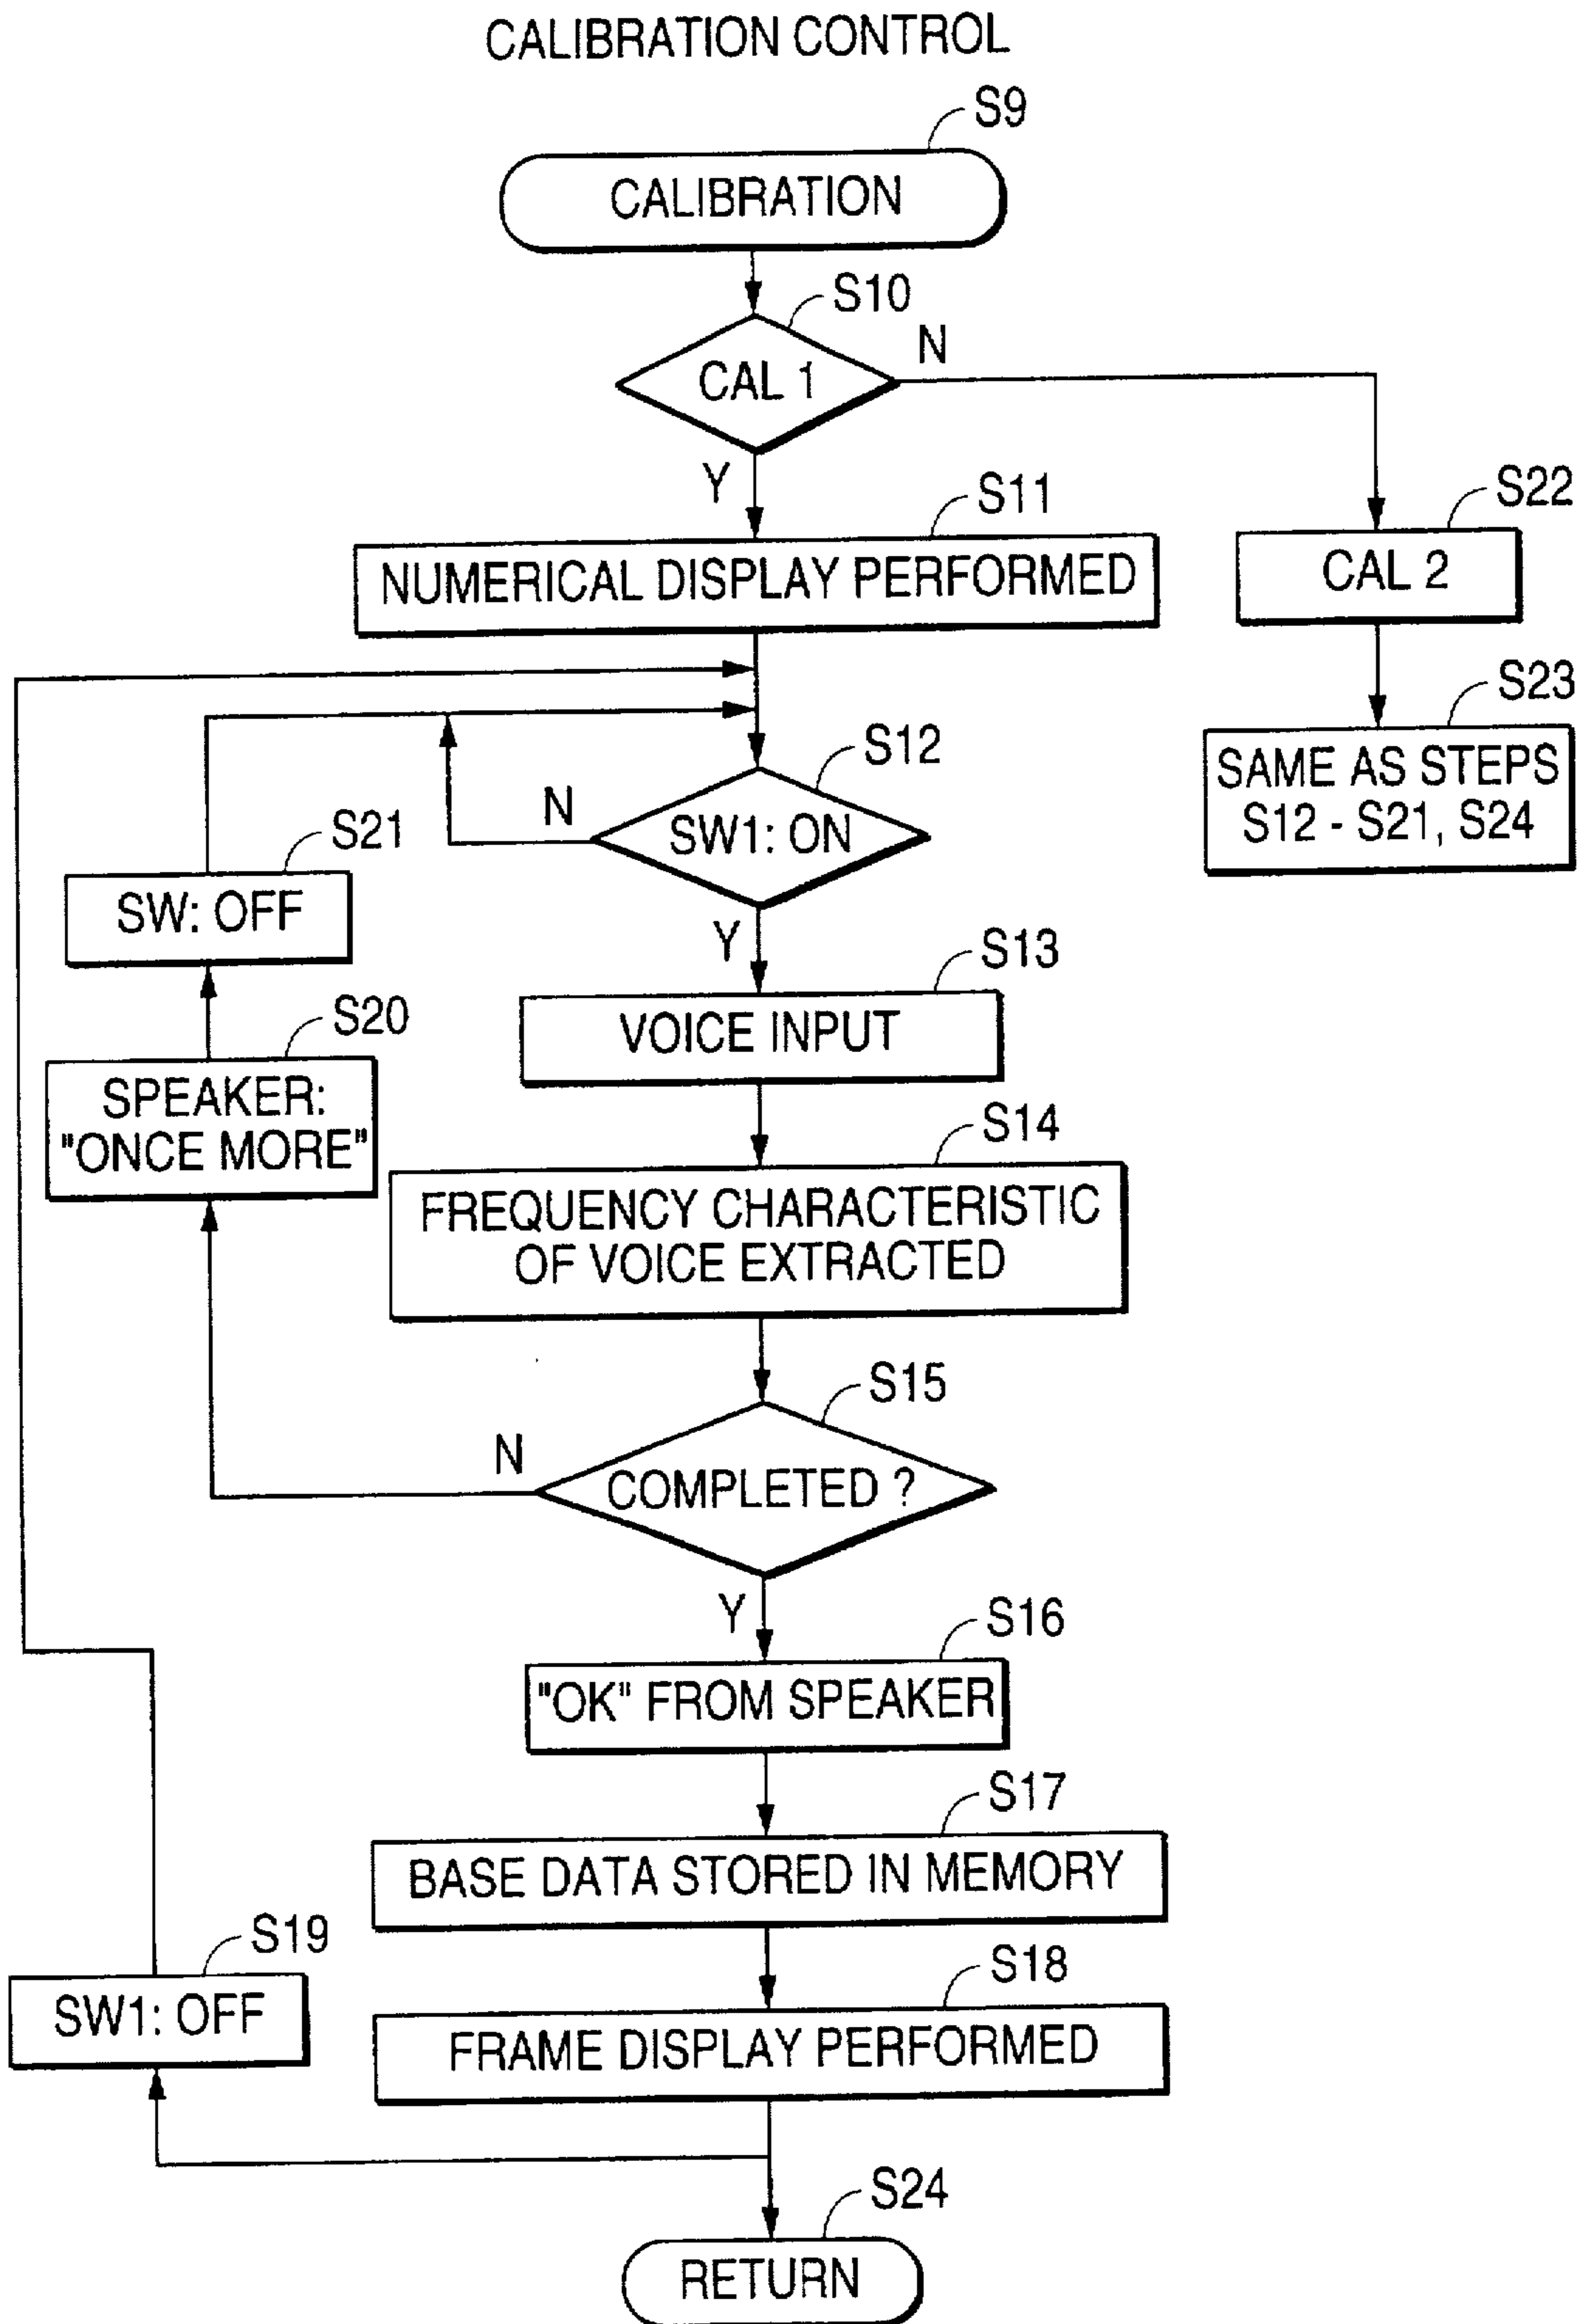 CALIBRATION CONTROL
S9
CALIBRATION
S10
CAL 1
N
Y
S11
NUMERICAL DISPLAY PERFORMED
S22
CAL 2
S23
SAME AS STEPS
S12 - S21, S24
S12
SW1: ON
N
Y
S21
SW: OFF
S13
VOICE INPUT
S20
SPEAKER:
"ONCE MORE"
S14
FREQUENCY CHARACTERISTIC
OF VOICE EXTRACTED
S15
COMPLETED ?
N
Y
S16
"OK" FROM SPEAKER
S17
BASE DATA STORED IN MEMORY
S19
SW1: OFF
S18
FRAME DISPLAY PERFORMED
S24
RETURN